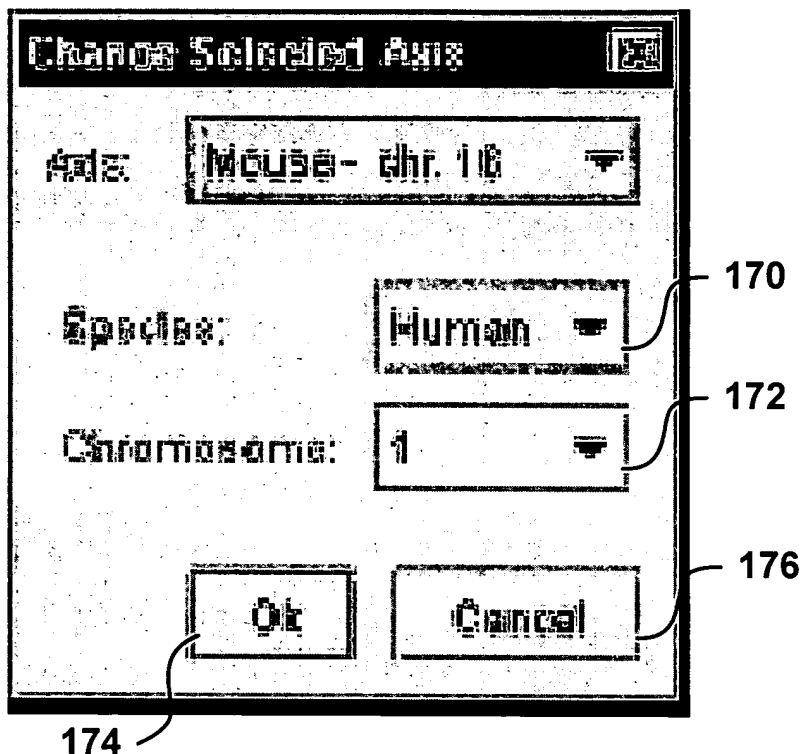 Change Selected Axis
Axis: Mouse- chr. 10
Species: Human
170
Chromosome: 1
172
Ok Cancel
176
174